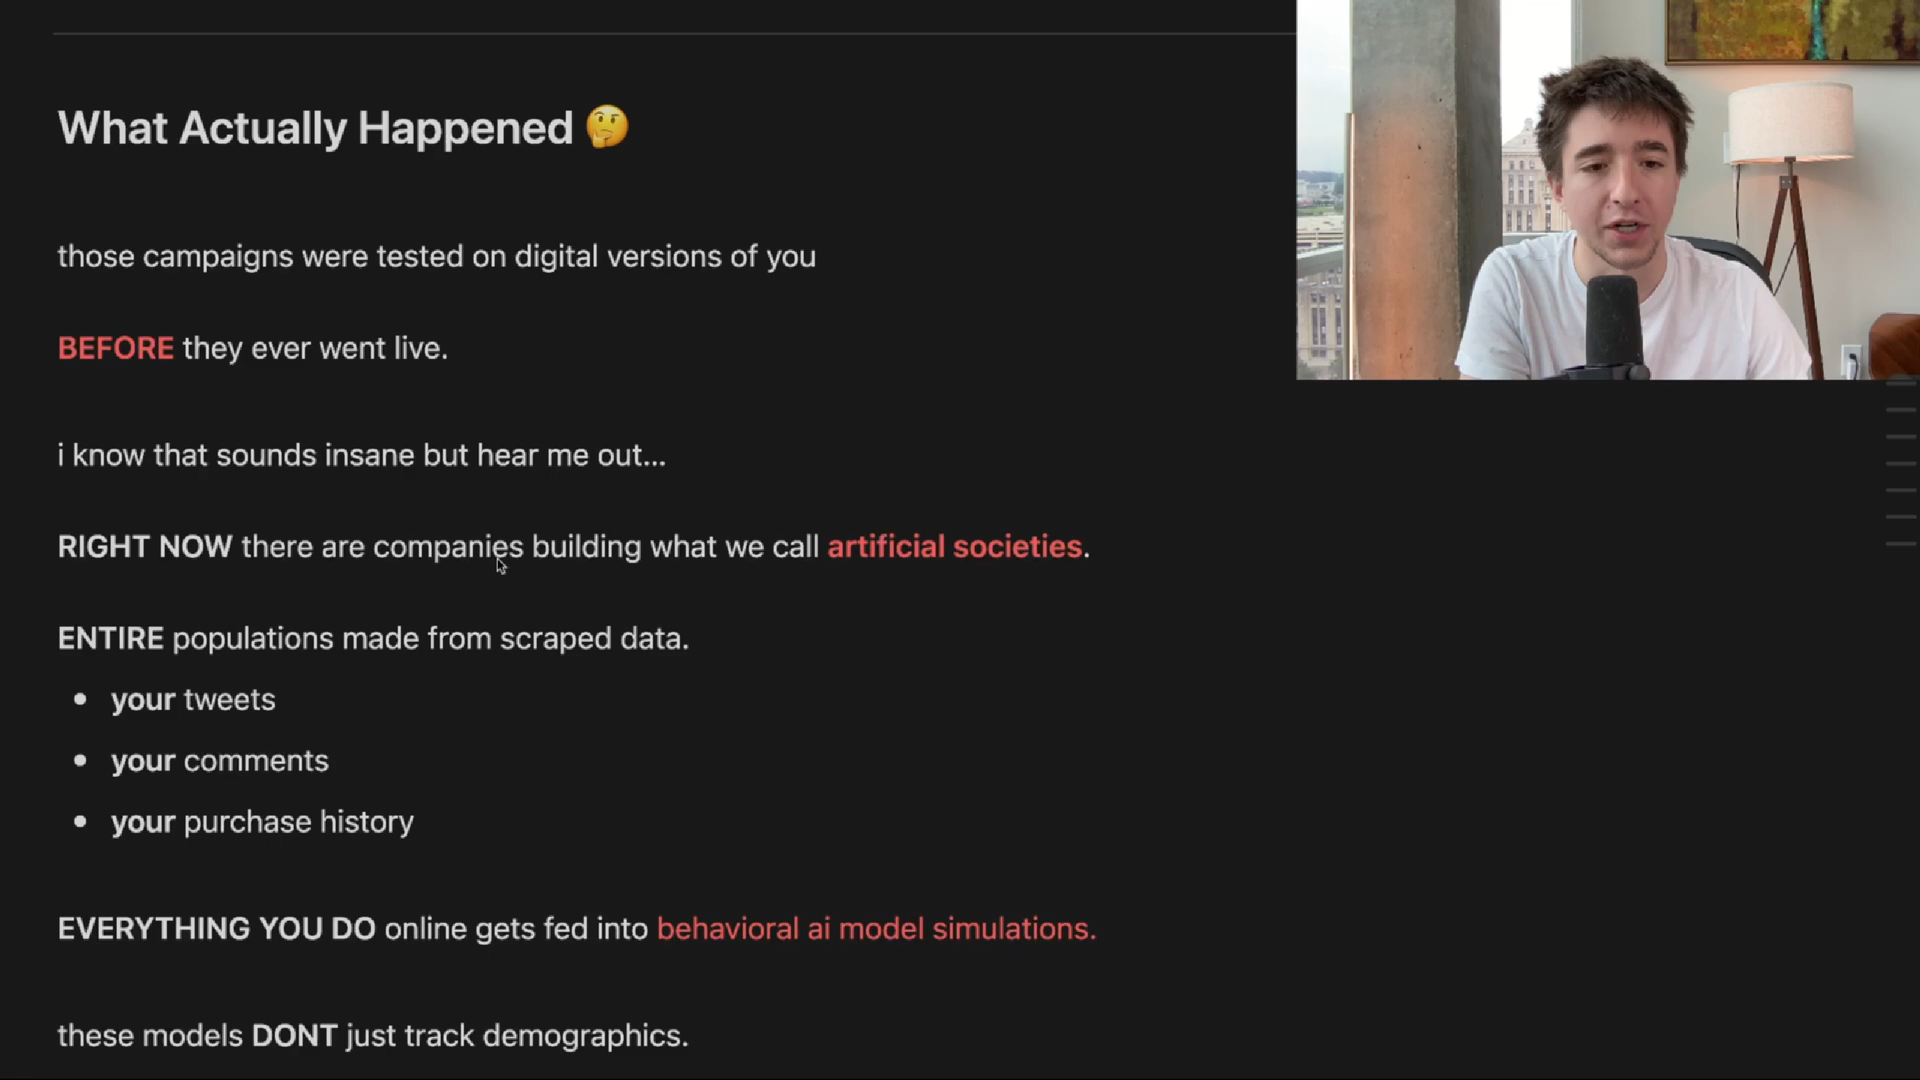 What Actually Happened 🤔
those campaigns were tested on digital versions of you
BEFORE they ever went live.
i know that sounds insane but hear me out...
RIGHT NOW there are companies building what we call artificial societies.
ENTIRE populations made from scraped data.
• your tweets
• your comments
• your purchase history
EVERYTHING YOU DO online gets fed into behavioral ai model simulations.
these models DONT just track demographics.